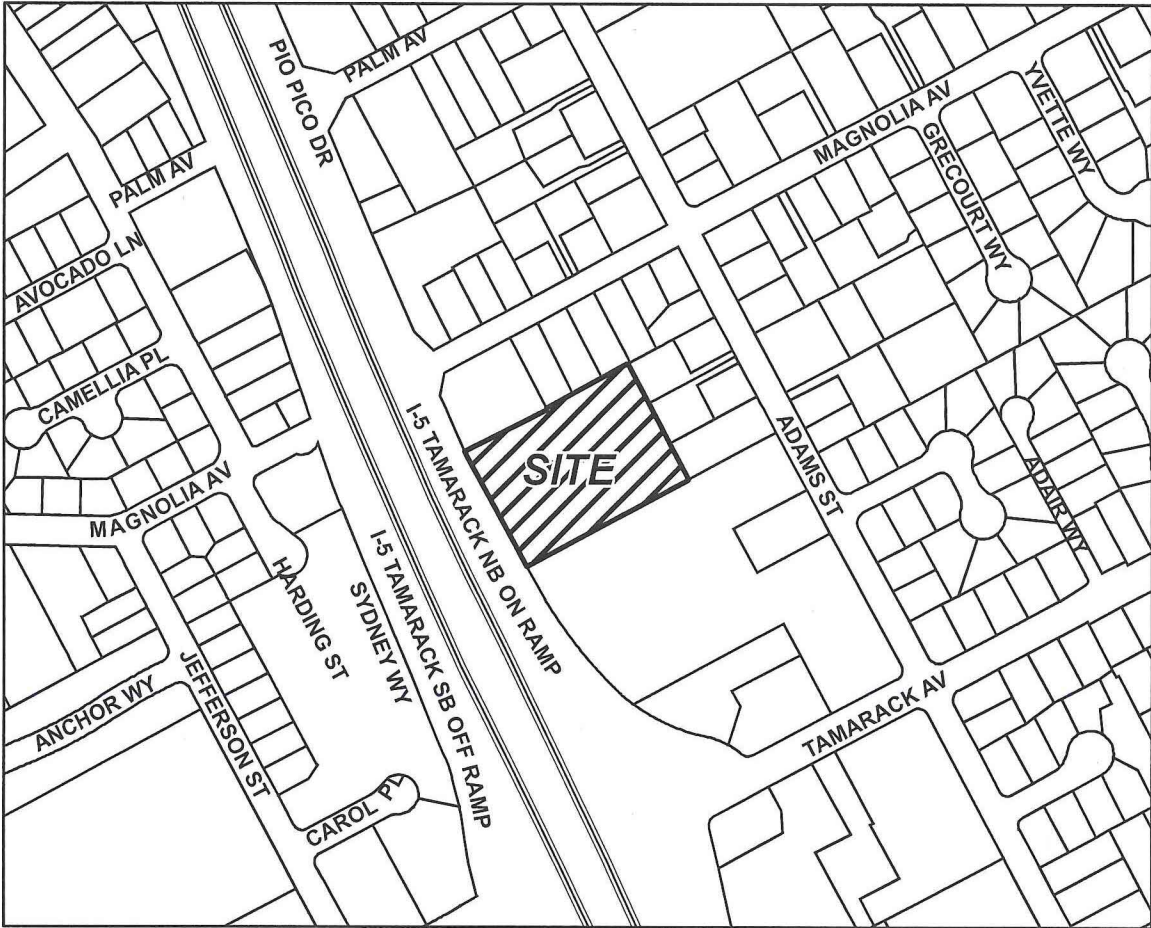 PIO PICO DR
PALM AV
MAGNOLIA AV
YVETTE WY
GRECOURT WY
PALM AV
AVOCADO LN
CAMELLIA PL
I-5 TAMARACK NB ON RAMP
SITE
ADAMS ST
ADAIR WY
MAGNOLIA AV
HARDING ST
SYDNEY WY
I-5 TAMARACK SB OFF RAMP
JEFFERSON ST
ANCHOR WY
TAMARACK AV
CAROL PL